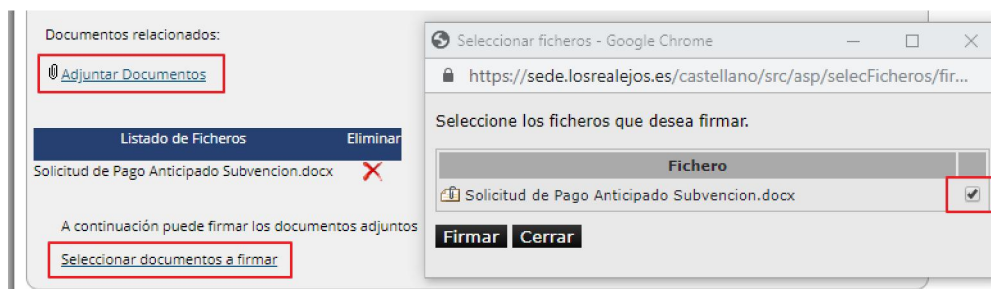 Documentos relacionados:
Adjuntar Documentos
Listado de Ficheros Eliminar
Solicitud de Pago Anticipado Subvencion.docx
A continuación puede firmar los documentos adjuntos
Seleccionar documentos a firmar
Seleccionar ficheros - Google Chrome
https://sede.losrealejos.es/castellano/src/asp/selecFicheros/fir...
Seleccione los ficheros que desea firmar.
Fichero
Solicitud de Pago Anticipado Subvencion.docx
Firmar Cerrar